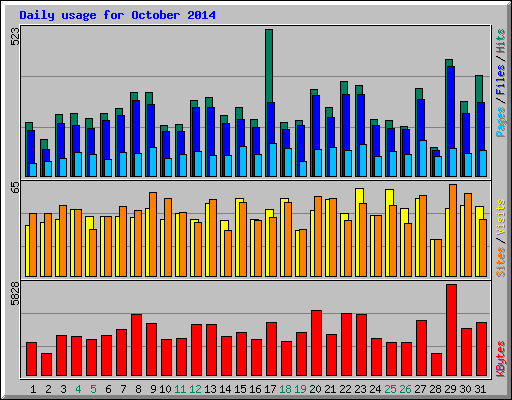 Daily usage for October 2014
523
Pages / Files / Hits
65
Sites / Visits
5828
KBytes
1 2 3 4 5 6 7 8 9 10 11 12 13 14 15 16 17 18 19 20 21 22 23 24 25 26 27 28 29 30 31